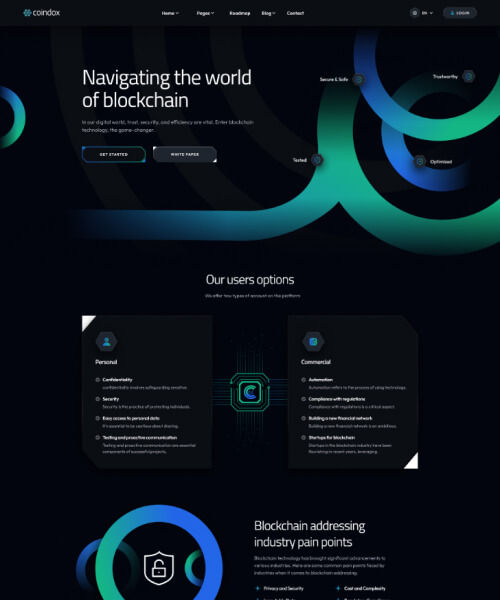 coindox
Home
Pages
Roadmap
Blog
Contact
EN
LOGIN
Navigating the world
of blockchain
In our digital world, trust, security, and efficiency are vital. Enter blockchain
technology, the game-changer.
GET STARTED
WHITE PAPER
Secure & Safe
Trustworthy
Tested
Optimized
Our users options
We offer two types of account on the platform
Personal
Confidentiality
confidentiality involves safeguarding sensitive.
Security
Security is the practice of protecting individuals.
Easy access to personal data
It's essential to be cautious about sharing.
Testing and proactive communication
Testing and proactive communication are essential
components of successful projects,
Commercial
Automation
Automation refers to the process of using technology.
Compliance with regulations
Compliance with regulations is a critical aspect.
Building a new financial network
Building a new financial network is an ambitious.
Startups for blockchain
Startups in the blockchain industry have been
flourishing in recent years, leveraging.
Blockchain addressing
industry pain points
Blockchain technology has brought significant advancements to
various industries. Here are some common pain points faced by
industries when it comes to blockchain addressing:
Privacy and Security
Cost and Complexity